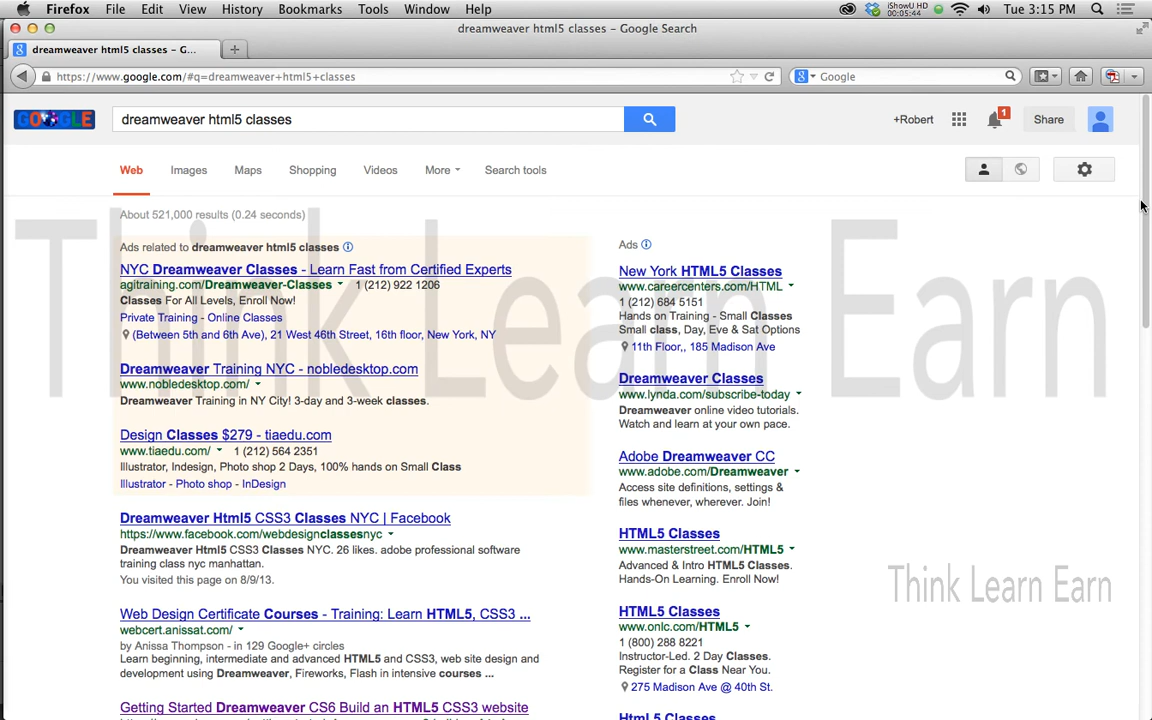 Firefox File Edit View History Bookmarks Tools Window Help iShowU HD 00:05:44 Tue 3:15 PM
dreamweaver html5 classes – Google Search
dreamweaver html5 classes – G...
https://www.google.com/#q=dreamweaver+html5+classes Google
GOOGLE dreamweaver html5 classes +Robert 1 Share
Web Images Maps Shopping Videos More Search tools
About 521,000 results (0.24 seconds)
Think Learn Earn
Ads related to dreamweaver html5 classes
NYC Dreamweaver Classes - Learn Fast from Certified Experts
agitraining.com/Dreamweaver-Classes 1 (212) 922 1206
Classes For All Levels, Enroll Now!
Private Training - Online Classes
(Between 5th and 6th Ave), 21 West 46th Street, 16th floor, New York, NY
Dreamweaver Training NYC - nobledesktop.com
www.nobledesktop.com/
Dreamweaver Training in NY City! 3-day and 3-week classes.
Design Classes $279 - tiaedu.com
www.tiaedu.com/ 1 (212) 564 2351
Illustrator, Indesign, Photo shop 2 Days, 100% hands on Small Class
Illustrator - Photo shop - InDesign
Dreamweaver Html5 CSS3 Classes NYC | Facebook
https://www.facebook.com/webdesignclassesnyc
Dreamweaver Html5 CSS3 Classes NYC. 26 likes. adobe professional software
training class nyc manhattan.
You visited this page on 8/9/13.
Web Design Certificate Courses - Training: Learn HTML5, CSS3 ...
webcert.anissat.com/
by Anissa Thompson - in 129 Google+ circles
Learn beginning, intermediate and advanced HTML5 and CSS3, web site design and
development using Dreamweaver, Fireworks, Flash in intensive courses ...
Getting Started Dreamweaver CS6 Build an HTML5 CSS3 website
Ads
New York HTML5 Classes
www.careercenters.com/HTML
1 (212) 684 5151
Hands on Training - Small Classes
Small class, Day, Eve & Sat Options
11th Floor,, 185 Madison Ave
Dreamweaver Classes
www.lynda.com/subscribe-today
Dreamweaver online video tutorials.
Watch and learn at your own pace.
Adobe Dreamweaver CC
www.adobe.com/Dreamweaver
Access site definitions, settings &
files whenever, wherever. Join!
HTML5 Classes
www.masterstreet.com/HTML5
Advanced & Intro HTML5 Classes.
Hands-On Learning. Enroll Now!
HTML5 Classes
www.onlc.com/HTML5
1 (800) 288 8221
Instructor-Led. 2 Day Classes.
Register for a Class Near You.
275 Madison Ave @ 40th St.
Html5 Classes
Think Learn Earn